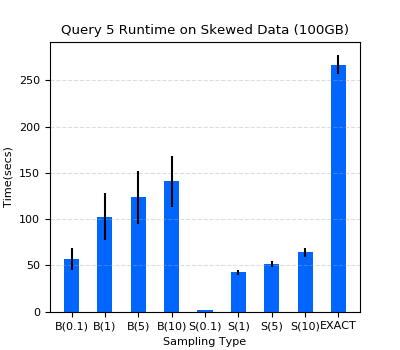 Query 5 Runtime on Skewed Data (100GB)
Time(secs)
250
200
150
100
50
0
B(0.1) B(1) B(5) B(10) S(0.1) S(1) S(5) S(10) EXACT
Sampling Type